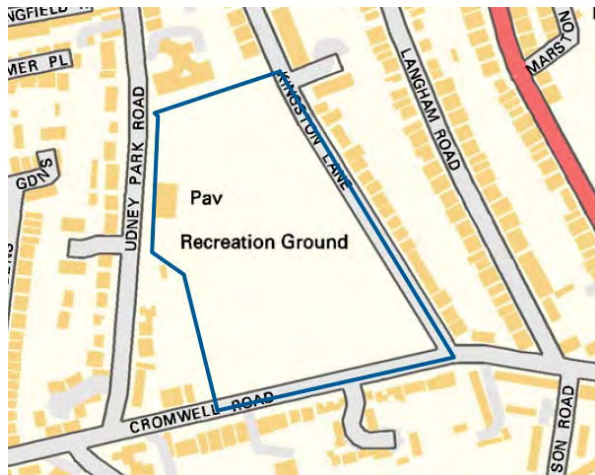 MARSTON
MER PL
UDNEY PARK ROAD
KINGSTON LANE
LANGHAM ROAD
GDNS
Pav
Recreation Ground
CROMWELL ROAD
SON ROAD